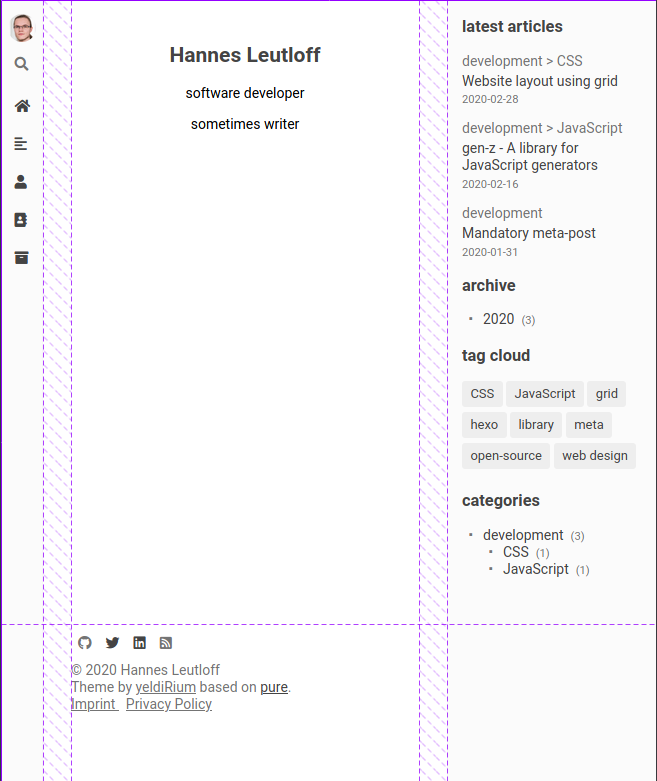 Hannes Leutloff
software developer
sometimes writer
latest articles
development > CSS
Website layout using grid
2020-02-28
development > JavaScript
gen-z - A library for
JavaScript generators
2020-02-16
development
Mandatory meta-post
2020-01-31
archive
2020 (3)
tag cloud
CSS JavaScript grid
hexo library meta
open-source web design
categories
development (3)
CSS (1)
JavaScript (1)
© 2020 Hannes Leutloff
Theme by yeldiRium based on pure.
Imprint Privacy Policy